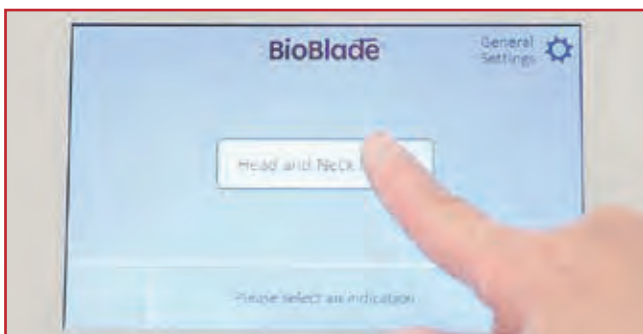 BioBlade
General
Settings
Head and Neck
Please select an indication